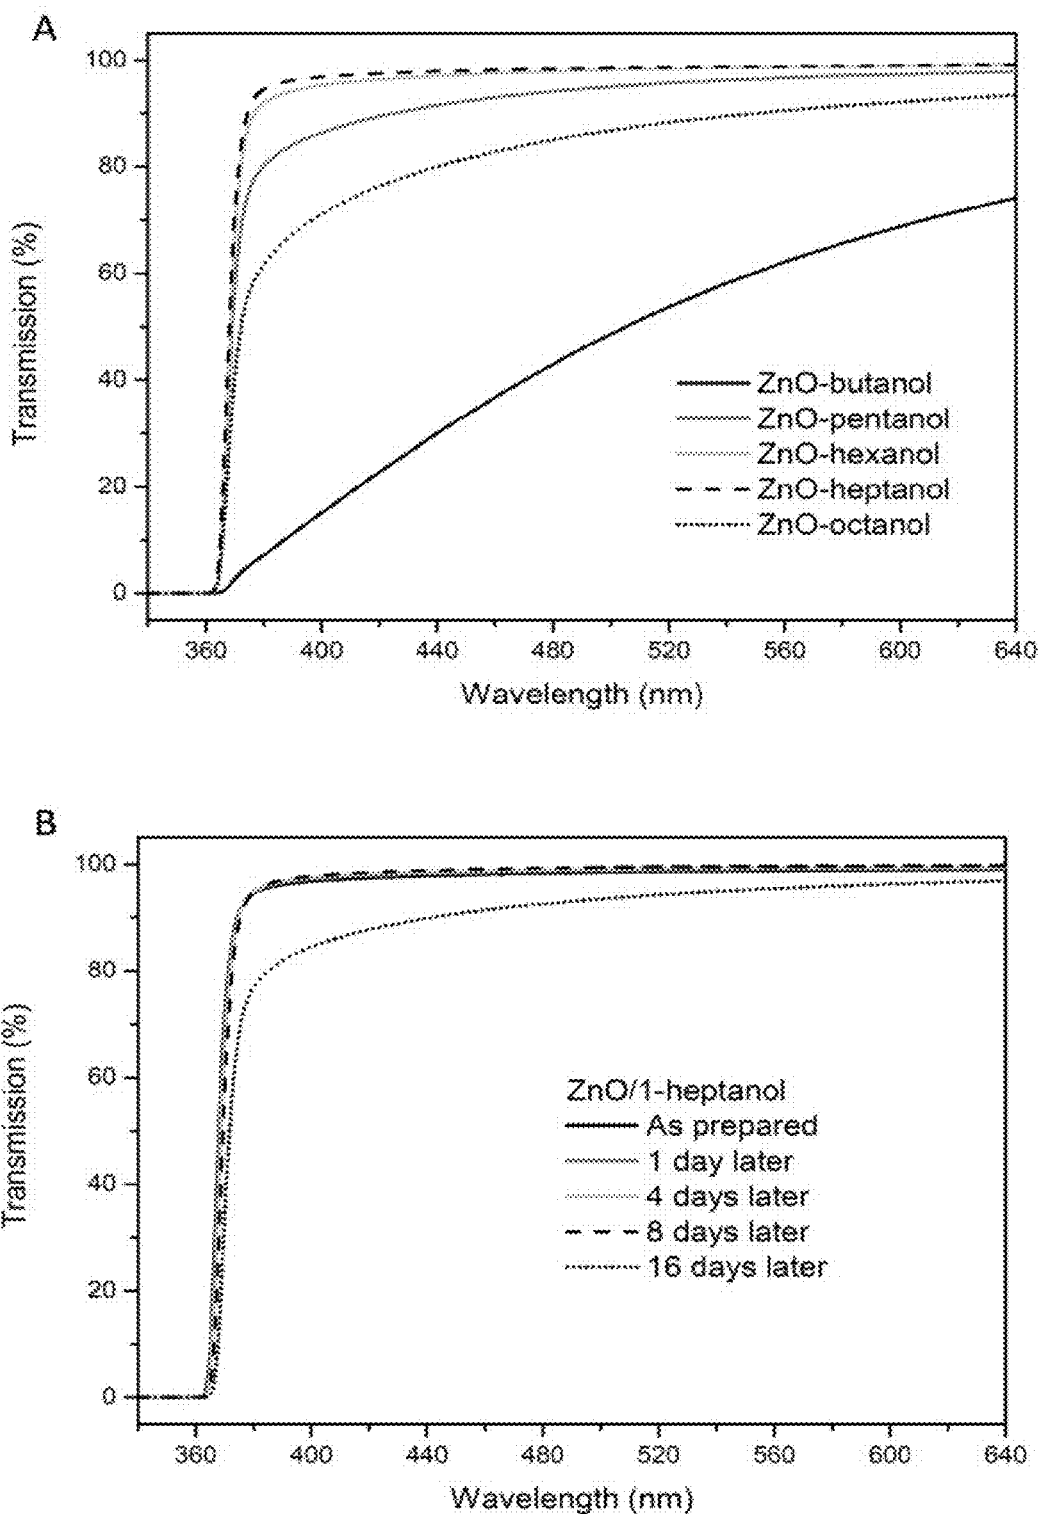 A
Transmission (%)
100
80
60
40
20
0
ZnO-butanol
ZnO-pentanol
ZnO-hexanol
ZnO-heptanol
ZnO-octanol
360 400 440 480 520 560 600 640
Wavelength (nm)
B
Transmission (%)
100
80
60
40
20
0
ZnO/1-heptanol
As prepared
1 day later
4 days later
8 days later
16 days later
360 400 440 480 520 560 600 640
Wavelength (nm)